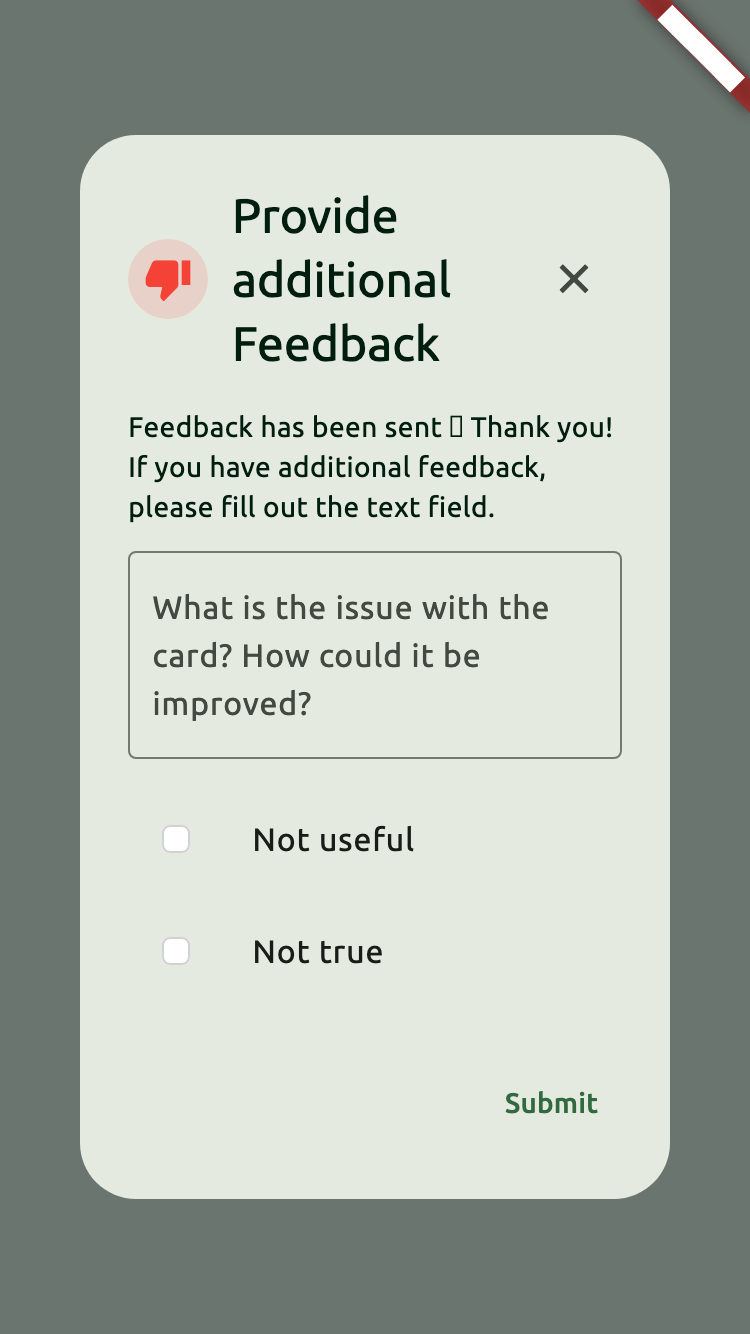 Provide
additional
Feedback
Feedback has been sent ▯ Thank you!
If you have additional feedback,
please fill out the text field.
What is the issue with the
card? How could it be
improved?
Not useful
Not true
Submit